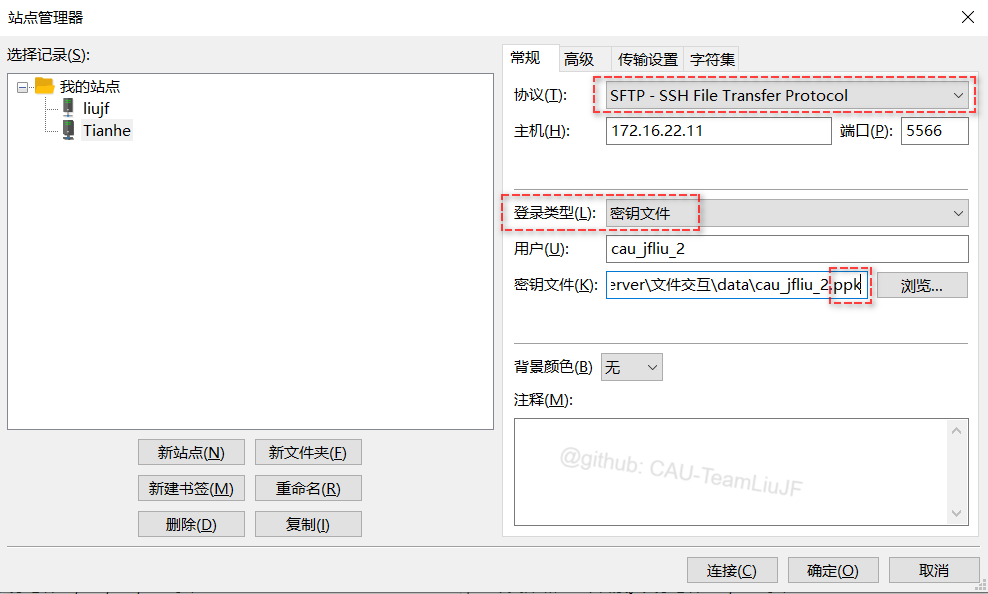 站点管理器
选择记录(S):
我的站点
liujf
Tianhe
新站点(N) 新文件夹(F)
新建书签(M) 重命名(R)
删除(D) 复制(I)
常规 高级 传输设置 字符集
协议(T): SFTP - SSH File Transfer Protocol
主机(H): 172.16.22.11 端口(P): 5566
登录类型(L): 密钥文件
用户(U): cau_jfliu_2
密钥文件(K): erver\文件交互\data\cau_jfliu_2.ppk 浏览...
背景颜色(B) 无
注释(M):
@github: CAU-TeamLiuJF
连接(C) 确定(O) 取消